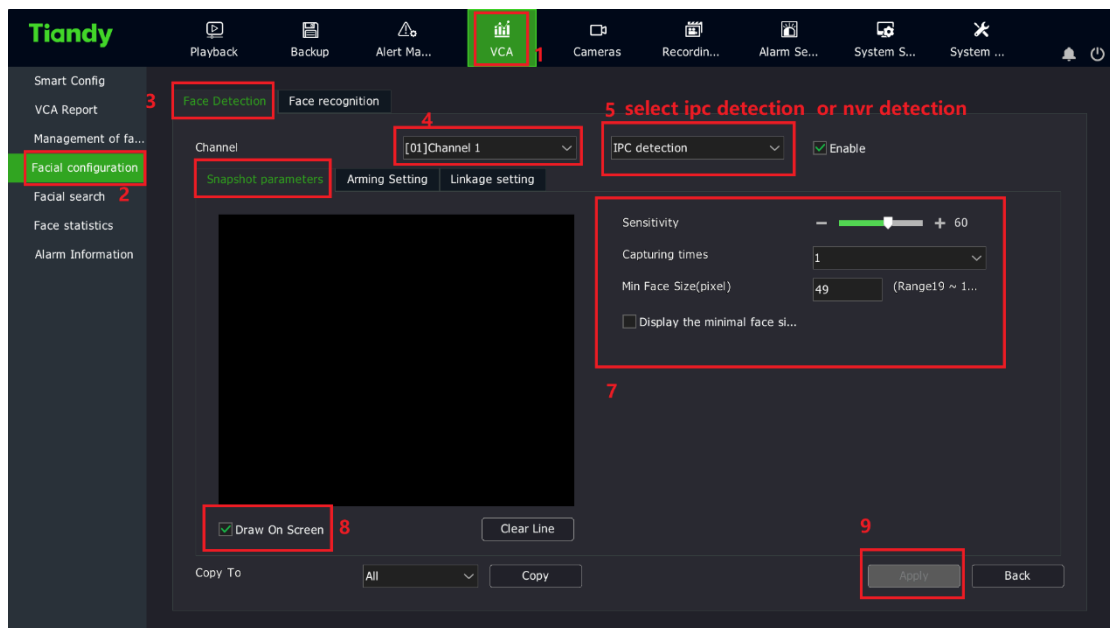 Tiandy
Playback Backup Alert Ma... VCA 1 Cameras Recordin... Alarm Se... System S... System ...
Smart Config
VCA Report
Management of fa...
Facial configuration
Facial search 2
Face statistics
Alarm Information
3 Face Detection Face recognition
4
5 select ipc detection or nvr detection
Channel [01]Channel 1 IPC detection Enable
Snapshot parameters Arming Setting Linkage setting
Sensitivity 60
Capturing times 1
Min Face Size(pixel) 49 (Range19 ~ 1...
Display the minimal face si...
7
Draw On Screen 8 Clear Line
9
Copy To All Copy Apply Back